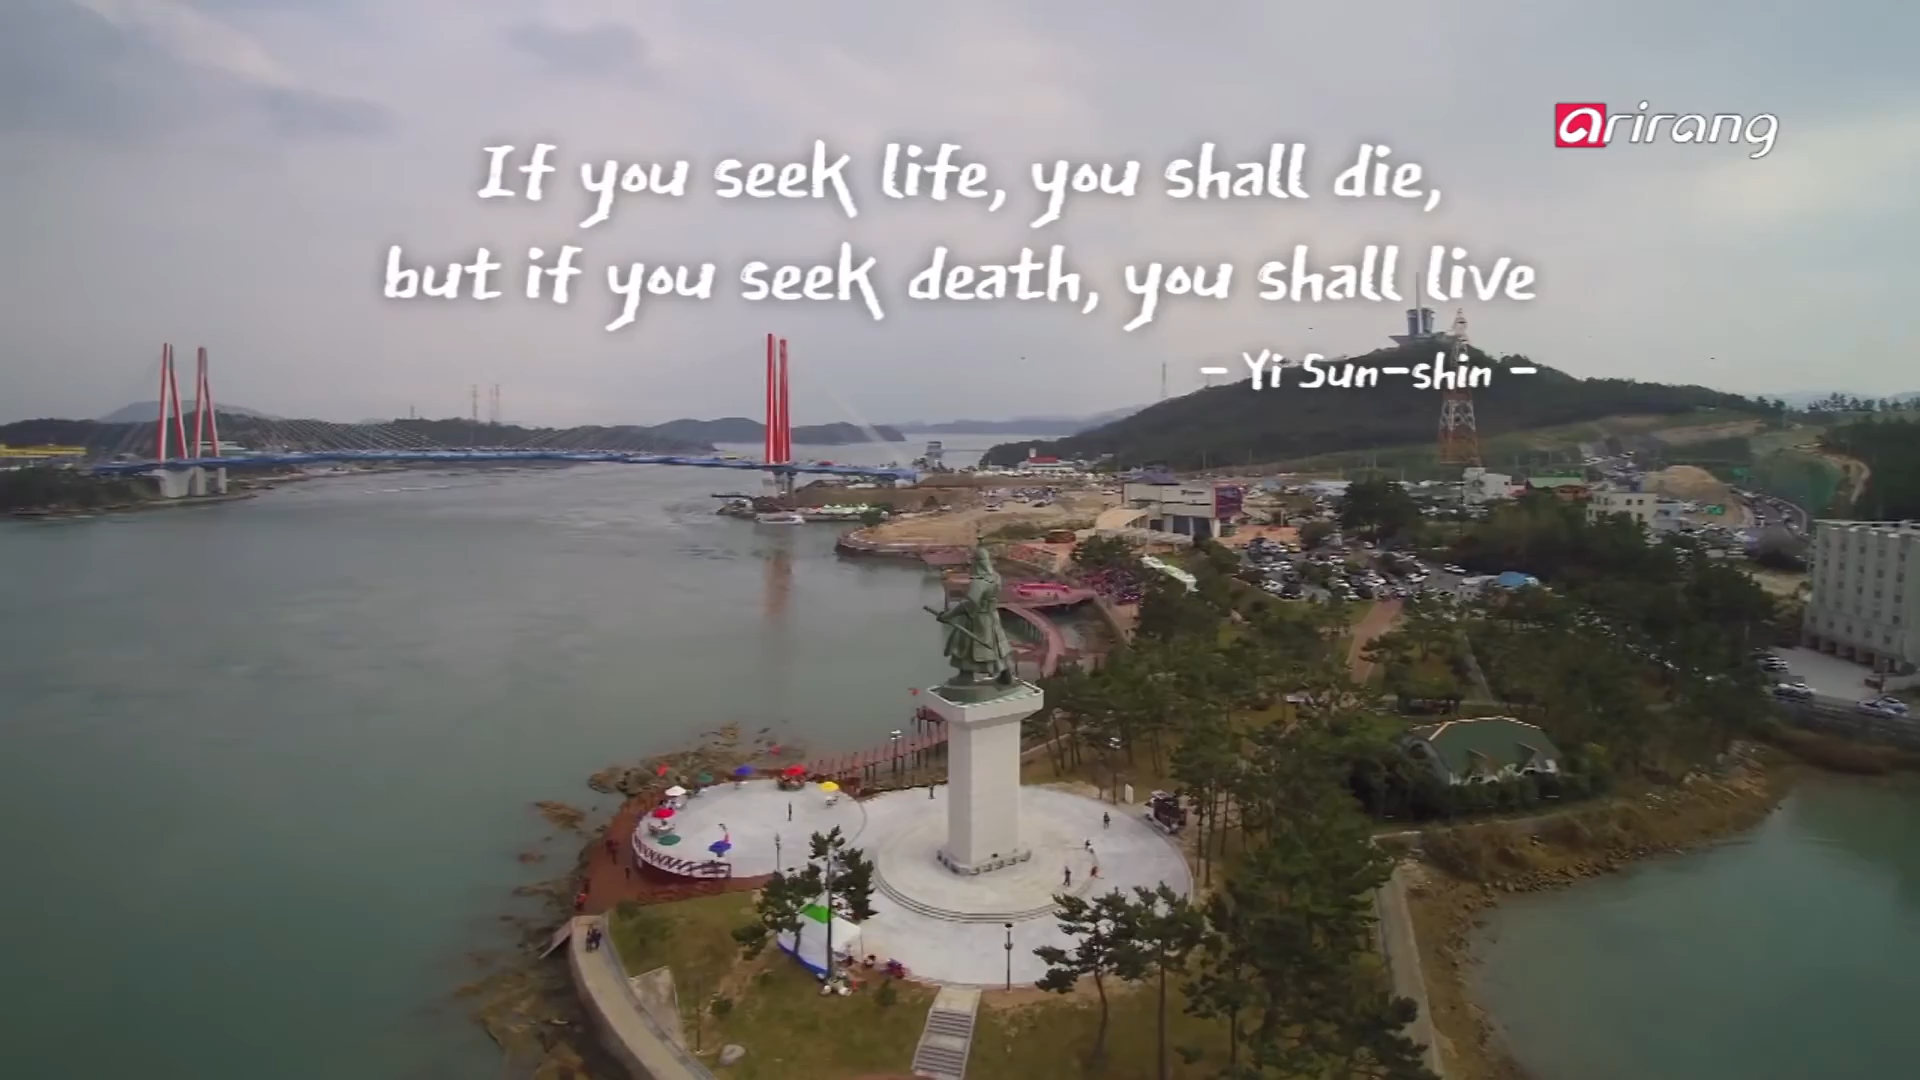 arirang
If you seek life, you shall die,
but if you seek death, you shall live
- Yi Sun-shin -